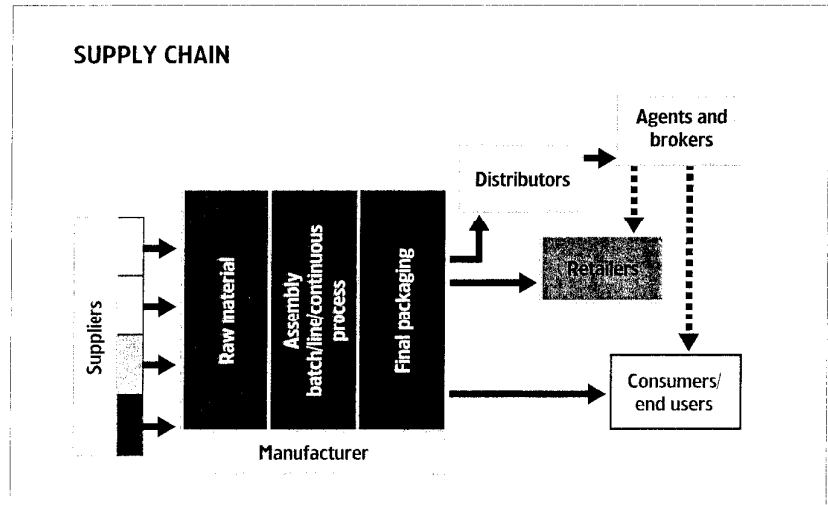 SUPPLY CHAIN
Agents and
brokers
Distributors
Retailers
Suppliers
Raw material
Assembly
batch/line/continuous
process
Final packaging
Consumers/
end users
Manufacturer